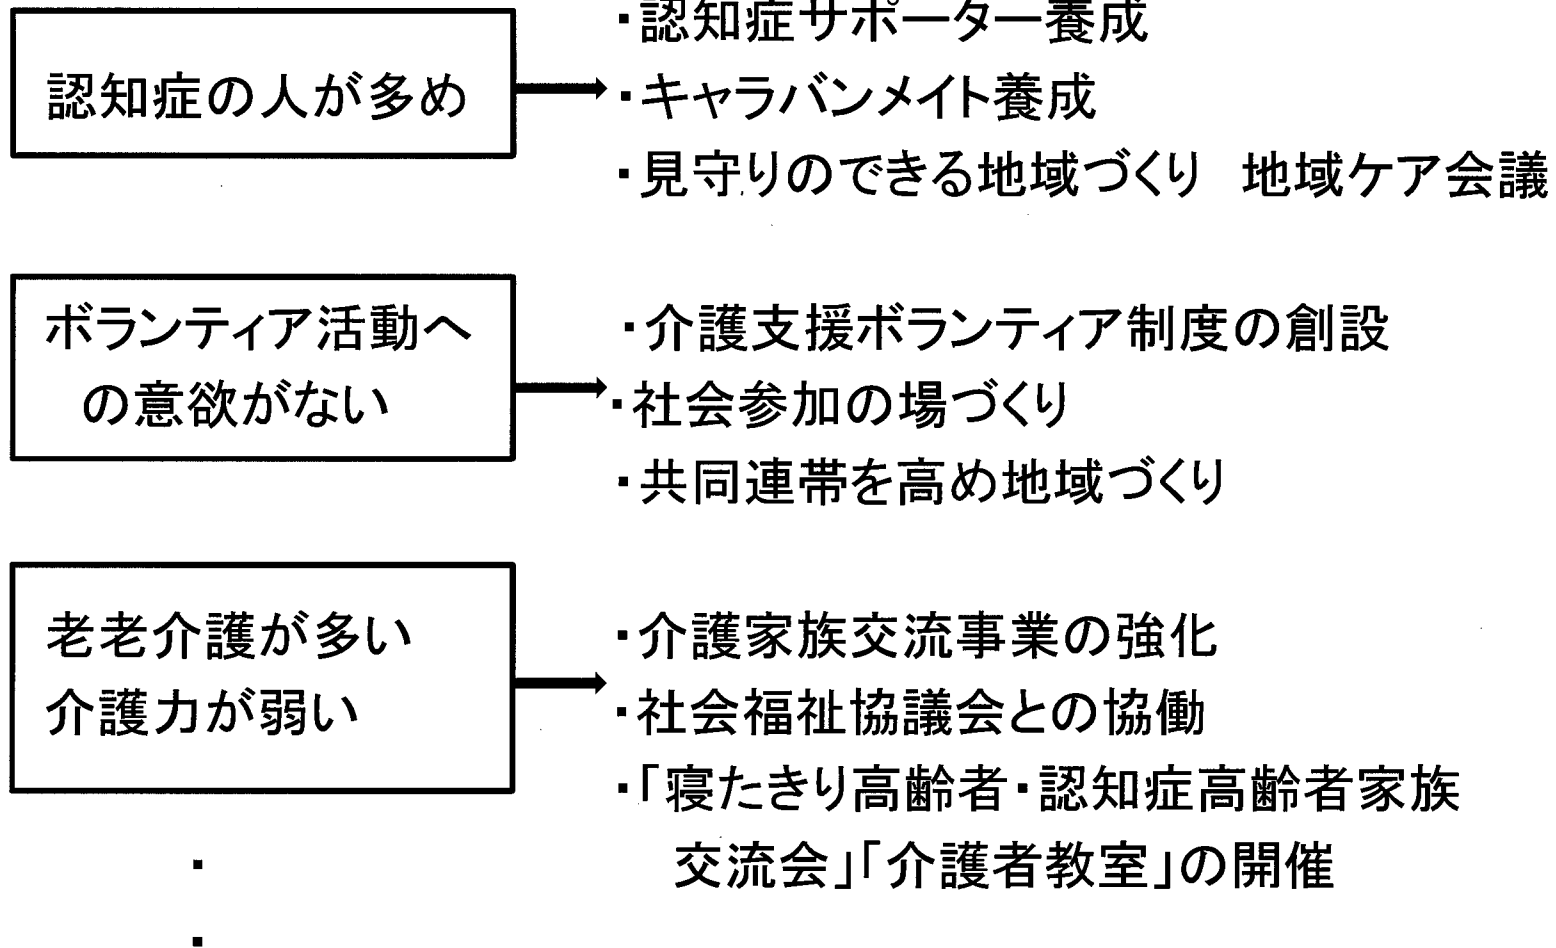 認知症の人が多め
・認知症サポーター養成
・キャラバンメイト養成
・見守りのできる地域づくり　地域ケア会議
ボランティア活動へ
の意欲がない
・介護支援ボランティア制度の創設
・社会参加の場づくり
・共同連帯を高め地域づくり
老老介護が多い
介護力が弱い
・介護家族交流事業の強化
・社会福祉協議会との協働
・「寝たきり高齢者・認知症高齢者家族
交流会」「介護者教室」の開催
・
・